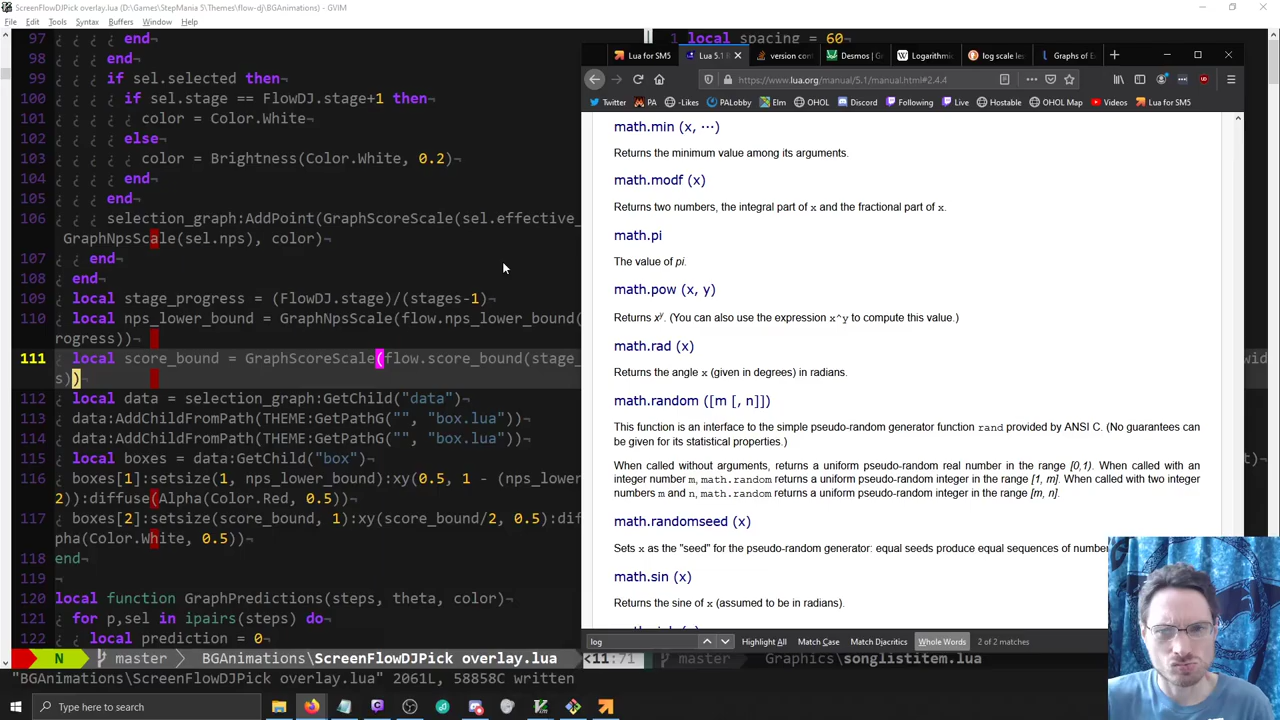 ScreenFlowDJPick overlay.lua (D:\Games\StepMania 5\Themes\flow-dj\BGAnimations) - GVIM
File Edit Tools Syntax Buffers Window Help
97 end
98 end
99 if sel.selected then
100 if sel.stage == FlowDJ.stage+1 then
101 color = Color.White
102 else
103 color = Brightness(Color.White, 0.2)
104 end
105 end
106 selection_graph:AddPoint(GraphScoreScale(sel.effective_
GraphNpsScale(sel.nps), color)
107 end
108 end
109 local stage_progress = (FlowDJ.stage)/(stages-1)
110 local nps_lower_bound = GraphNpsScale(flow.nps_lower_bound(
rogress))
111 local score_bound = GraphScoreScale(flow.score_bound(stage_
s))
112 local data = selection_graph:GetChild("data")
113 data:AddChildFromPath(THEME:GetPathG("", "box.lua"))
114 data:AddChildFromPath(THEME:GetPathG("", "box.lua"))
115 local boxes = data:GetChild("box")
116 boxes[1]:setsize(1, nps_lower_bound):xy(0.5, 1 - (nps_lower
2)):diffuse(Alpha(Color.Red, 0.5))
117 boxes[2]:setsize(score_bound, 1):xy(score_bound/2, 0.5):dif
pha(Color.White, 0.5))
118 end
119
120 local function GraphPredictions(steps, theta, color)
121 for p,sel in ipairs(steps) do
122 local prediction = 0
N master BGAnimations\ScreenFlowDJPick overlay.lua
<11:71 master Graphics\songlistitem.lua
"BGAnimations\ScreenFlowDJPick overlay.lua" 2061L, 58858C written
1 local spacing = 60
Lua for SM5 Lua 5.1 version con Desmos | G Logarithmic log scale le Graphs of E
https://www.lua.org/manual/5.1/manual.html#2.4.4
Twitter PA -Likes PALobby Elm OHOL Discord Following Live Hostable OHOL Map Videos Lua for SM5
math.min (x, ···)
Returns the minimum value among its arguments.
math.modf (x)
Returns two numbers, the integral part of x and the fractional part of x.
math.pi
The value of pi.
math.pow (x, y)
Returns xʸ. (You can also use the expression x^y to compute this value.)
math.rad (x)
Returns the angle x (given in degrees) in radians.
math.random ([m [, n]])
This function is an interface to the simple pseudo-random generator function rand provided by ANSI C. (No guarantees can
be given for its statistical properties.)
When called without arguments, returns a uniform pseudo-random real number in the range [0,1). When called with an
integer number m, math.random returns a uniform pseudo-random integer in the range [1, m]. When called with two integer
numbers m and n, math.random returns a uniform pseudo-random integer in the range [m, n].
math.randomseed (x)
Sets x as the "seed" for the pseudo-random generator: equal seeds produce equal sequences of number
math.sin (x)
Returns the sine of x (assumed to be in radians).
log Highlight All Match Case Match Diacritics Whole Words 2 of 2 matches
Type here to search